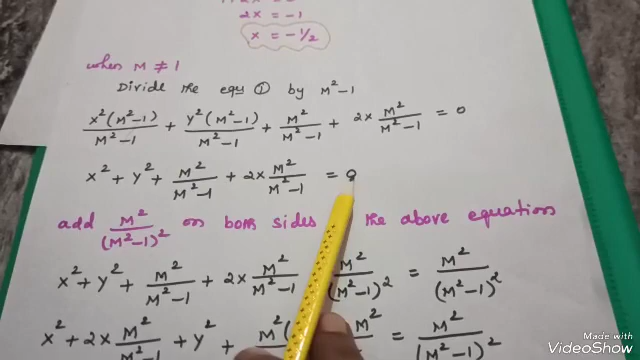 2x = -1
x = -1/2
when M ≠ 1
Divide the equ ① by M²-1
x²(M²-1)/M²-1 + y²(M²-1)/M²-1 + M²/M²-1 + 2x M²/M²-1 = 0
x² + y² + M²/M²-1 + 2x M²/M²-1 = 0
add M²/(M²-1)² on both sides the above equation
x² + y² + M²/M²-1 + 2x M²/M²-1 M²/(M²-1)² = M²/(M²-1)²
x² + 2x M²/M²-1 + y² + M²( M² = M²/(M²-1)²
Made with
VideoShow